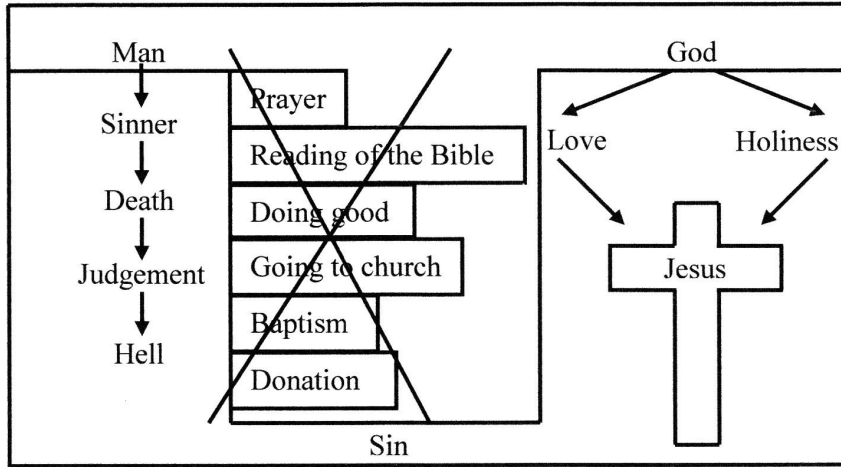 Man
Sinner
Death
Judgement
Hell
Prayer
Reading of the Bible
Doing good
Going to church
Baptism
Donation
Sin
God
Love
Holiness
Jesus